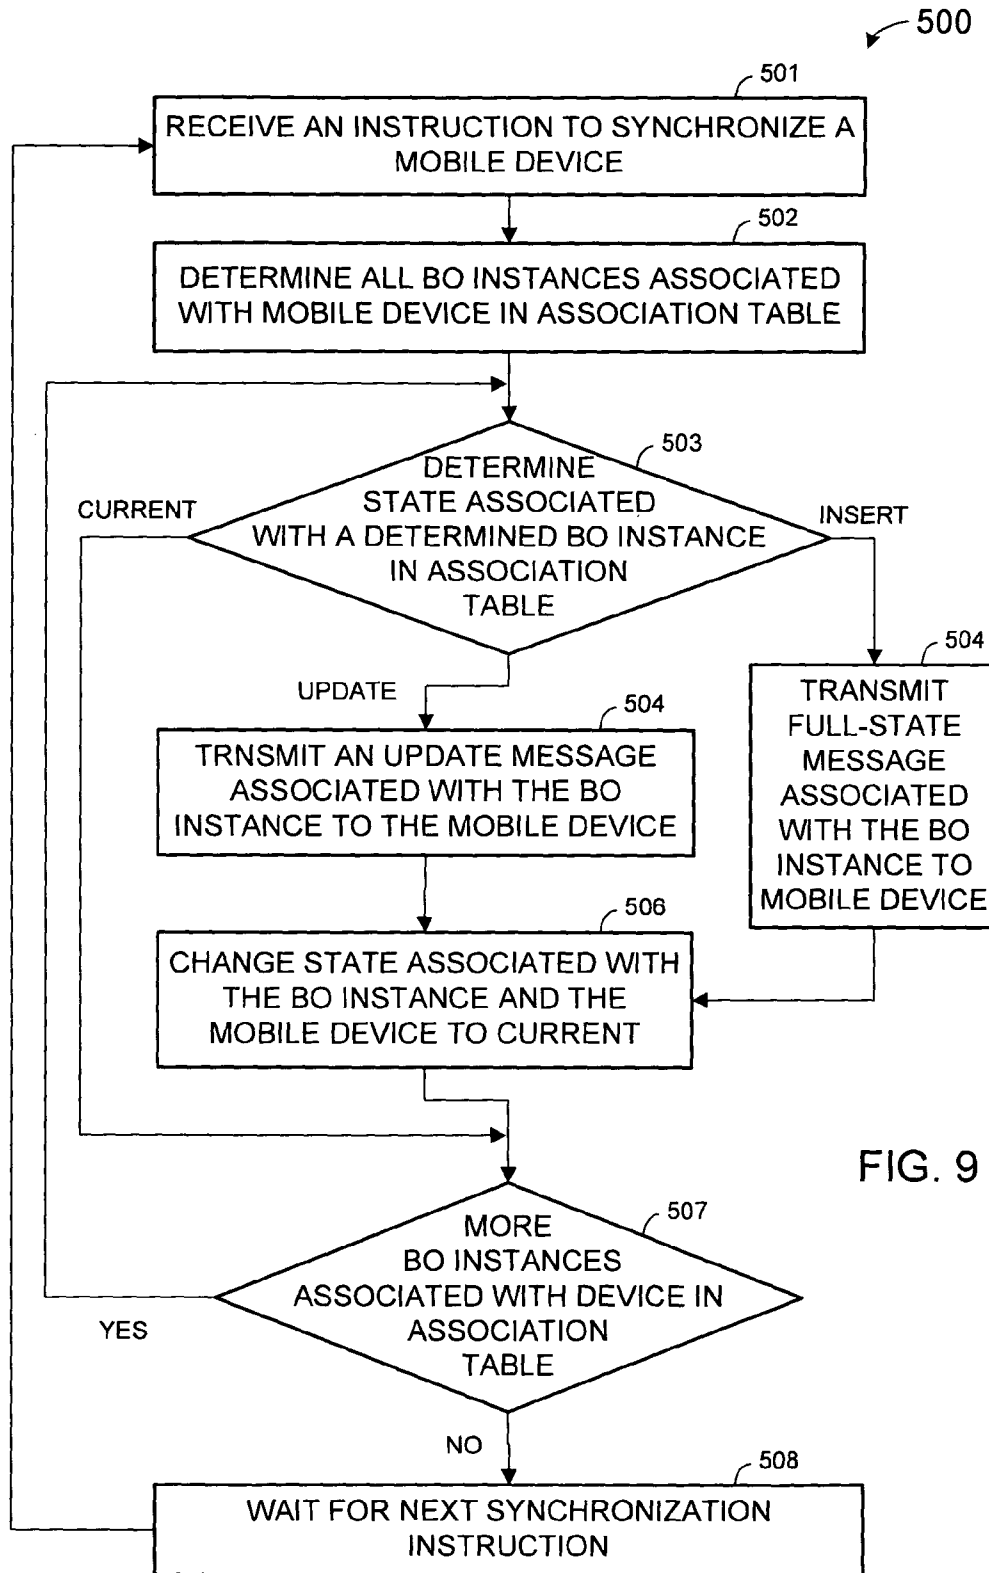 500
501
RECEIVE AN INSTRUCTION TO SYNCHRONIZE A
MOBILE DEVICE
502
DETERMINE ALL BO INSTANCES ASSOCIATED
WITH MOBILE DEVICE IN ASSOCIATION TABLE
503
DETERMINE
STATE ASSOCIATED
WITH A DETERMINED BO INSTANCE
IN ASSOCIATION
TABLE
CURRENT
INSERT
UPDATE
504
TRNSMIT AN UPDATE MESSAGE
ASSOCIATED WITH THE BO
INSTANCE TO THE MOBILE DEVICE
504
TRANSMIT
FULL-STATE
MESSAGE
ASSOCIATED
WITH THE BO
INSTANCE TO
MOBILE DEVICE
506
CHANGE STATE ASSOCIATED WITH
THE BO INSTANCE AND THE
MOBILE DEVICE TO CURRENT
FIG. 9
507
MORE
BO INSTANCES
ASSOCIATED WITH DEVICE IN
ASSOCIATION
TABLE
YES
NO
508
WAIT FOR NEXT SYNCHRONIZATION
INSTRUCTION